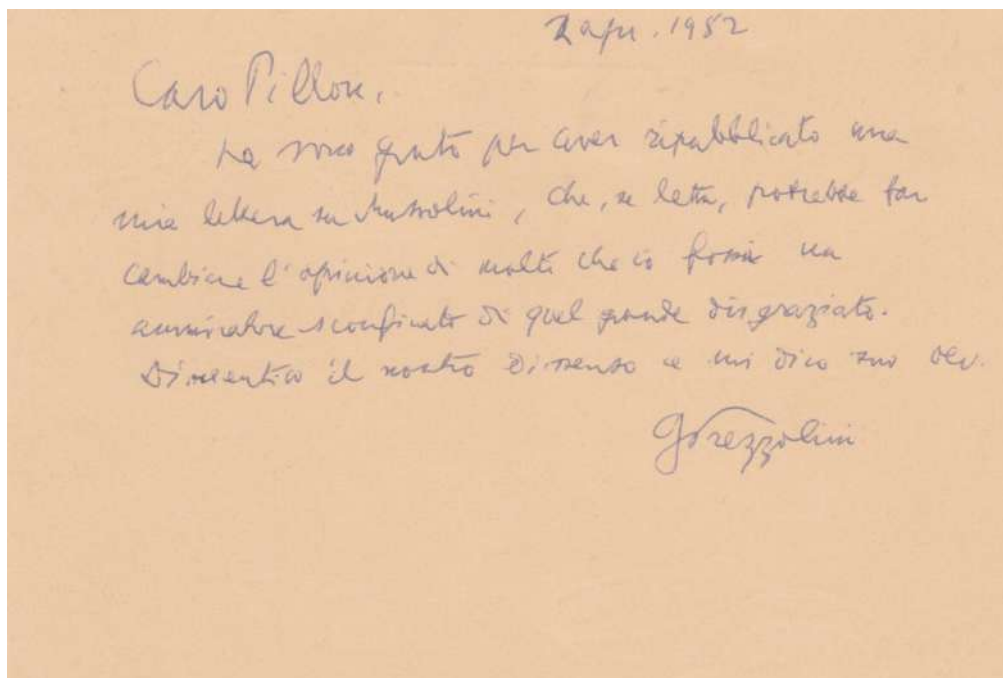 2 apr. 1952
Caro Pillon,
Le sono grato per aver ripubblicato una
mia lettera su Mussolini, che, se letta, potrebbe far
cambiare l'opinione di molti che io fossi un
ammiratore sconfinato di quel grande disgraziato.
Dimentico il nostro dissenso e mi dico suo dev.
GPrezzolini